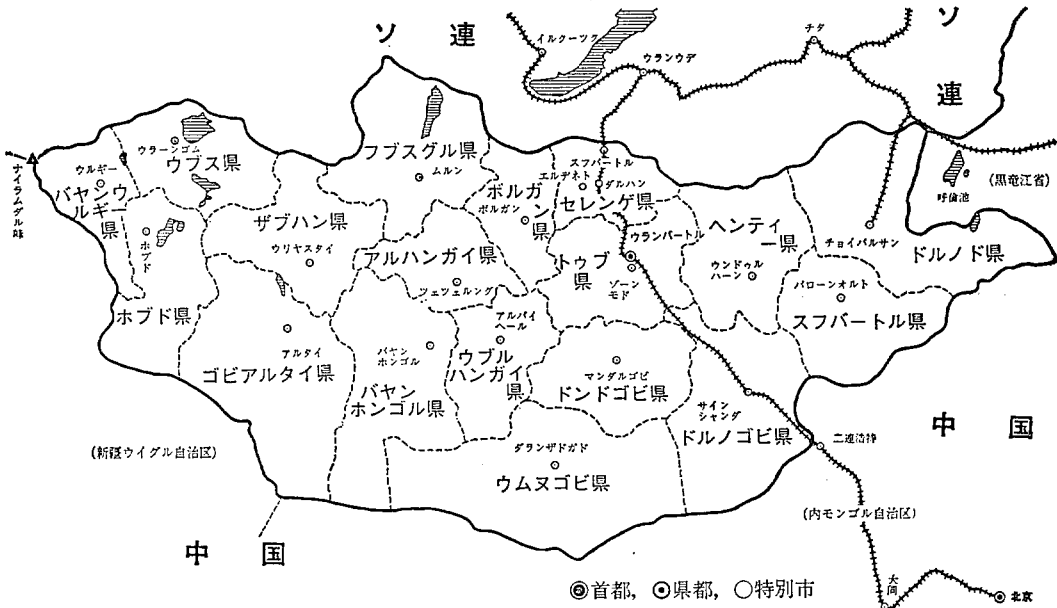 ソ連
ソ連
イルクーツク
ウランウデ
チタ
(黒竜江省)
呼倫池
ナイラムダル峰
ウルギー
バヤンウルギー県
ウラーンゴム
ウブス県
ホブド
ホブド県
フブスグル県
ムルン
ザブハン県
ウリヤスタイ
ボルガン県
ボルガン
スフバートル
エルデネト
ダルハン
セレンゲ県
アルハンガイ県
ツェツェルレング
ウランバートル
トゥブ県
ゾーンモド
ヘンティー県
ウンドゥルハーン
チョイバルサン
ドルノド県
バローンオルト
スフバートル県
アルタイ
ゴビアルタイ県
バヤンホンゴル
バヤンホンゴル県
アルバイヘール
ウブルハンガイ県
マンダルゴビ
ドンドゴビ県
サインシャンダ
ドルノゴビ県
ダランザドガド
ウムヌゴビ県
二連浩特
(新疆ウイグル自治区)
(内モンゴル自治区)
中国
中国
大同
北京
◎首都, ⦿県都, ○特別市